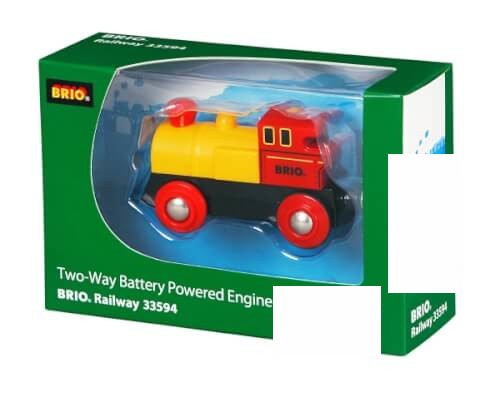 BRIO.
Railway 33594
BRIO®
BRIO.
Two-Way Battery Powered Engine
BRIO. Railway 33594
BRIO.
Railway 33594